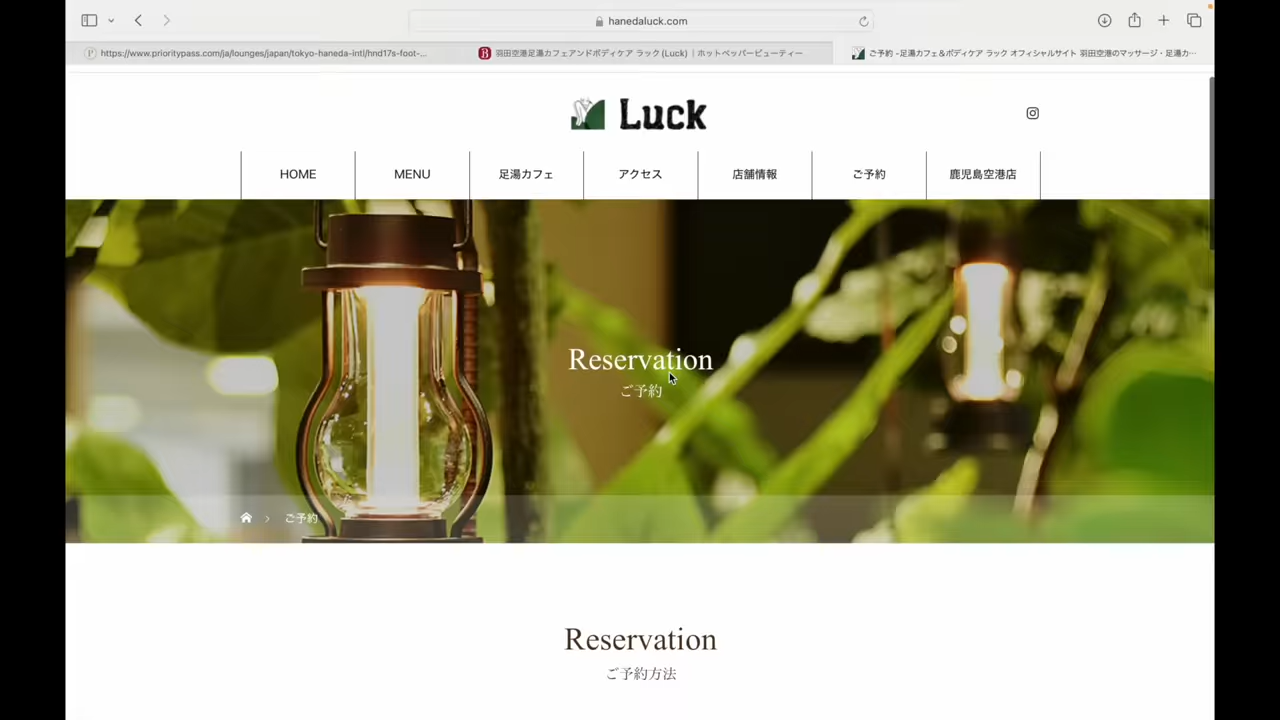 hanedaluck.com
https://www.prioritypass.com/ja/lounges/japan/tokyo-haneda-intl/hnd17s-foot-...
羽田空港足湯カフェアンドボディケア ラック(Luck)｜ホットペッパービューティー
ご予約 -足湯カフェ＆ボディケア ラック オフィシャルサイト 羽田空港のマッサージ・足湯カ…
Luck
HOME
MENU
足湯カフェ
アクセス
店舗情報
ご予約
鹿児島空港店
Reservation
ご予約
ご予約
Reservation
ご予約方法